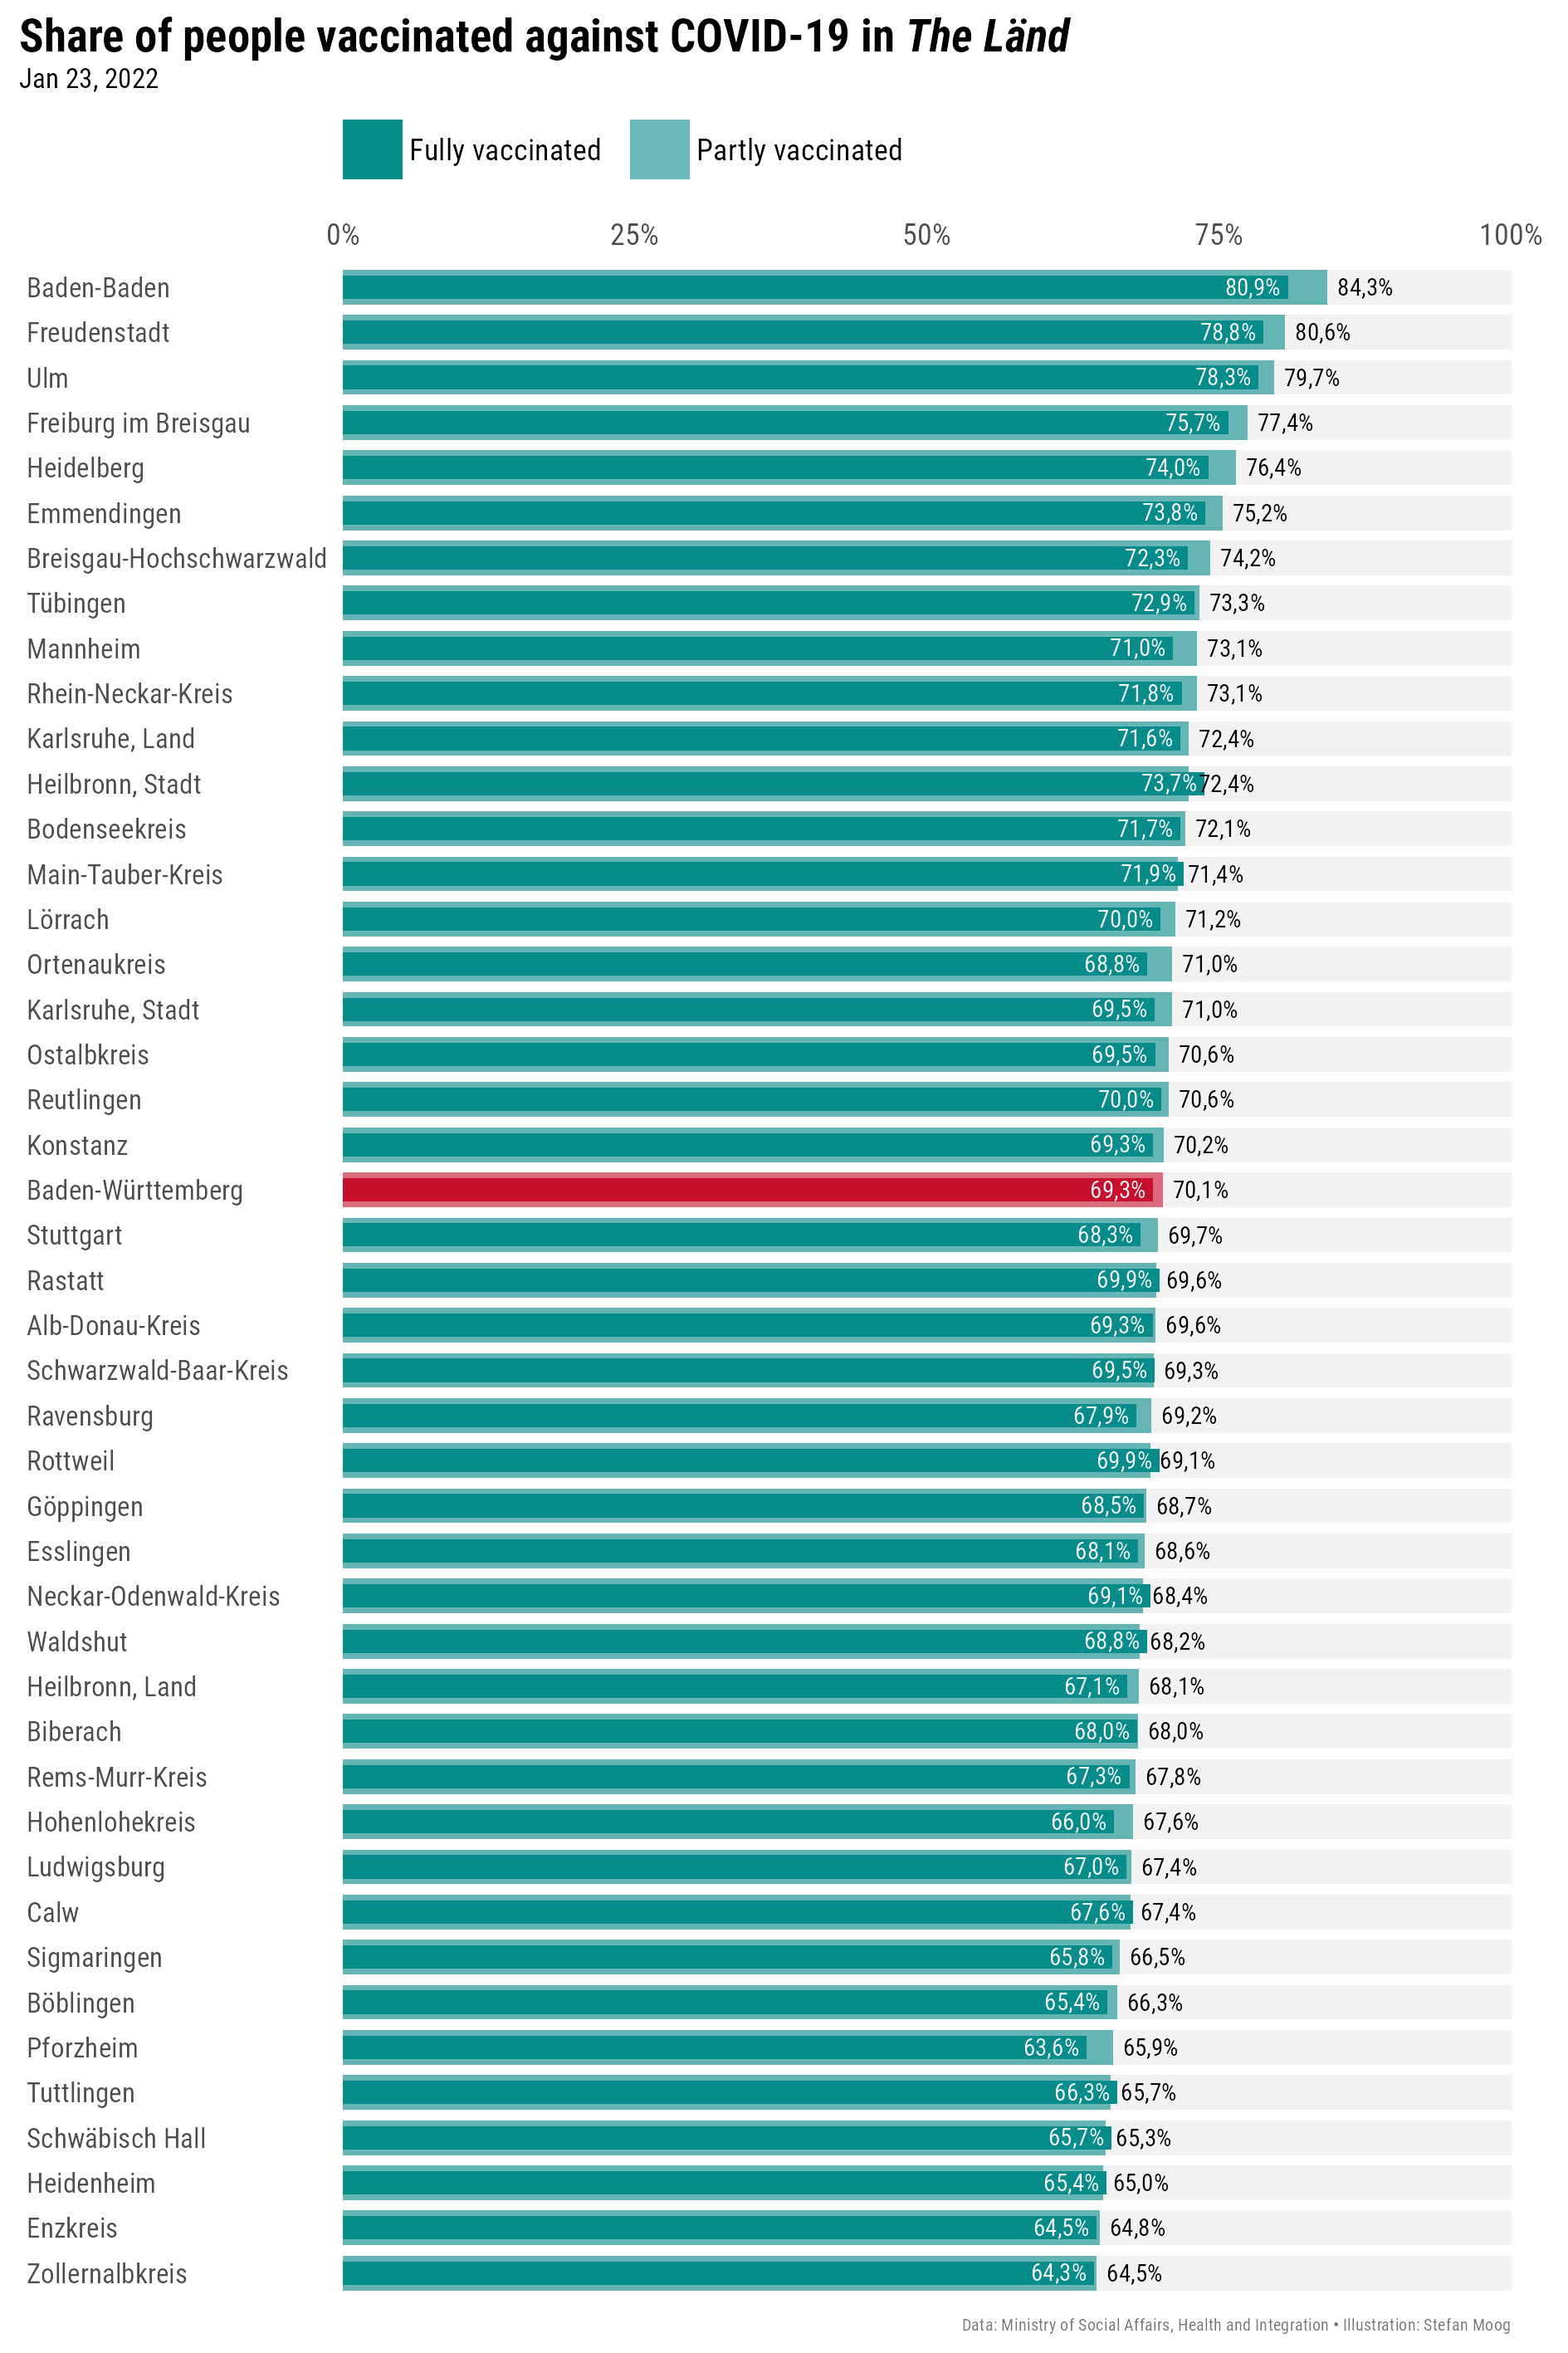 Share of people vaccinated against COVID-19 in The Länd
Jan 23, 2022
Fully vaccinated Partly vaccinated
0% 25% 50% 75% 100%
Baden-Baden 80,9% 84,3%
Freudenstadt 78,8% 80,6%
Ulm 78,3% 79,7%
Freiburg im Breisgau 75,7% 77,4%
Heidelberg 74,0% 76,4%
Emmendingen 73,8% 75,2%
Breisgau-Hochschwarzwald 72,3% 74,2%
Tübingen 72,9% 73,3%
Mannheim 71,0% 73,1%
Rhein-Neckar-Kreis 71,8% 73,1%
Karlsruhe, Land 71,6% 72,4%
Heilbronn, Stadt 73,7% 72,4%
Bodenseekreis 71,7% 72,1%
Main-Tauber-Kreis 71,9% 71,4%
Lörrach 70,0% 71,2%
Ortenaukreis 68,8% 71,0%
Karlsruhe, Stadt 69,5% 71,0%
Ostalbkreis 69,5% 70,6%
Reutlingen 70,0% 70,6%
Konstanz 69,3% 70,2%
Baden-Württemberg 69,3% 70,1%
Stuttgart 68,3% 69,7%
Rastatt 69,9% 69,6%
Alb-Donau-Kreis 69,3% 69,6%
Schwarzwald-Baar-Kreis 69,5% 69,3%
Ravensburg 67,9% 69,2%
Rottweil 69,9% 69,1%
Göppingen 68,5% 68,7%
Esslingen 68,1% 68,6%
Neckar-Odenwald-Kreis 69,1% 68,4%
Waldshut 68,8% 68,2%
Heilbronn, Land 67,1% 68,1%
Biberach 68,0% 68,0%
Rems-Murr-Kreis 67,3% 67,8%
Hohenlohekreis 66,0% 67,6%
Ludwigsburg 67,0% 67,4%
Calw 67,6% 67,4%
Sigmaringen 65,8% 66,5%
Böblingen 65,4% 66,3%
Pforzheim 63,6% 65,9%
Tuttlingen 66,3% 65,7%
Schwäbisch Hall 65,7% 65,3%
Heidenheim 65,4% 65,0%
Enzkreis 64,5% 64,8%
Zollernalbkreis 64,3% 64,5%
Data: Ministry of Social Affairs, Health and Integration • Illustration: Stefan Moog